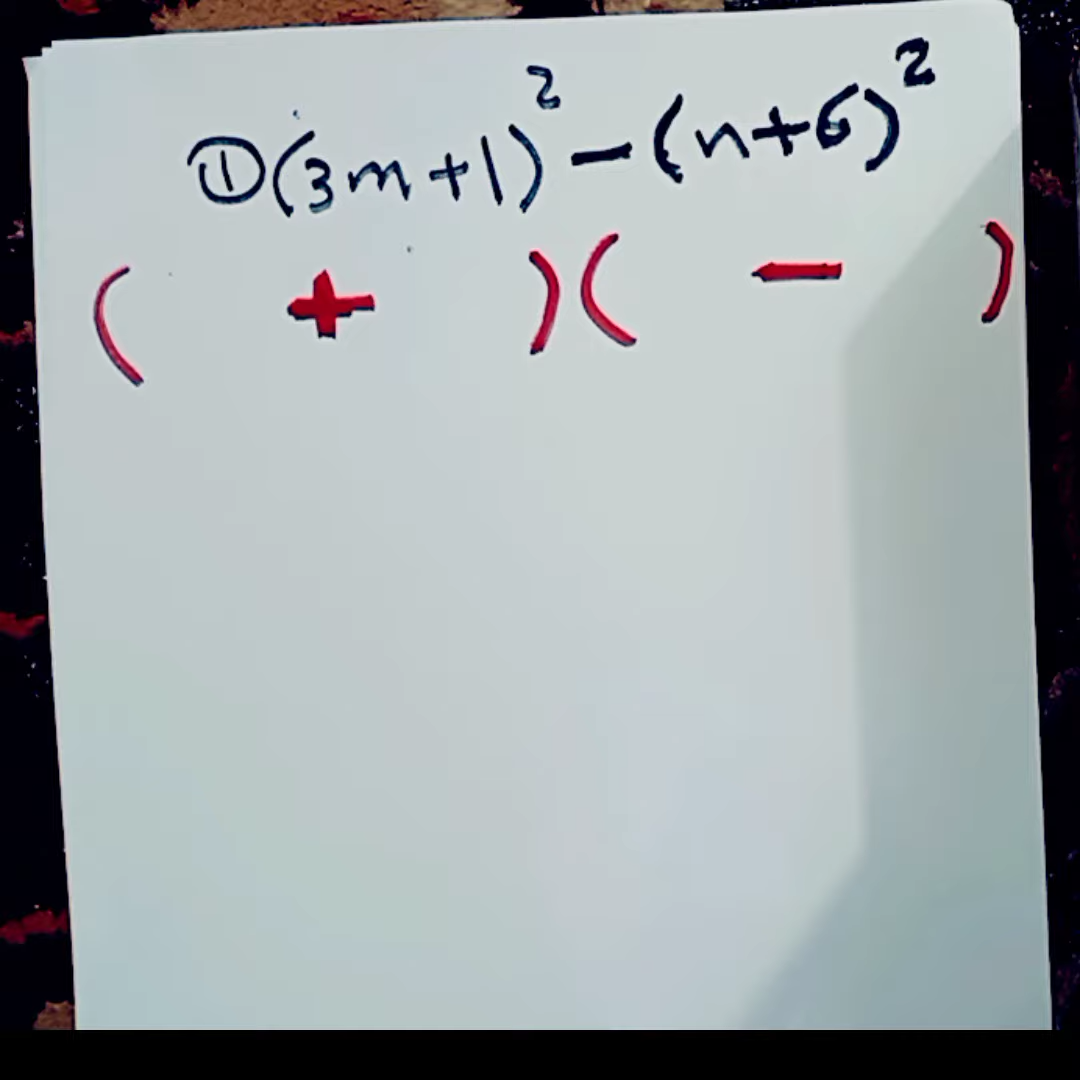 ①(3m+1)²-(n+6)²
( + )( - )